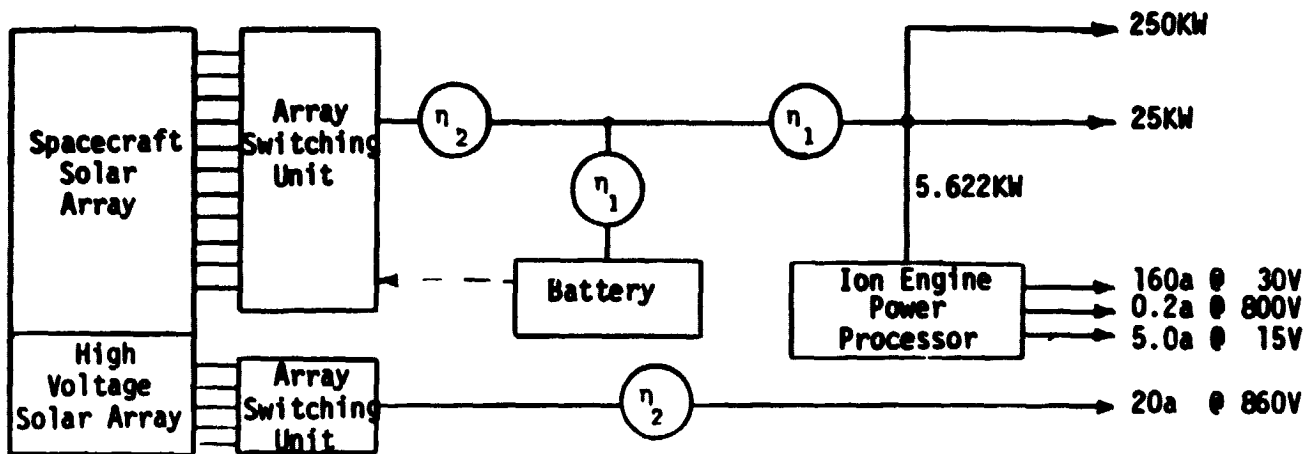 Spacecraft
Solar
Array
Array
Switching
Unit
η2
η1
250KW
25KW
5.622KW
η1
Battery
Ion Engine
Power
Processor
160a @ 30V
0.2a @ 800V
5.0a @ 15V
High
Voltage
Solar Array
Array
Switching
Unit
η2
20a @ 860V